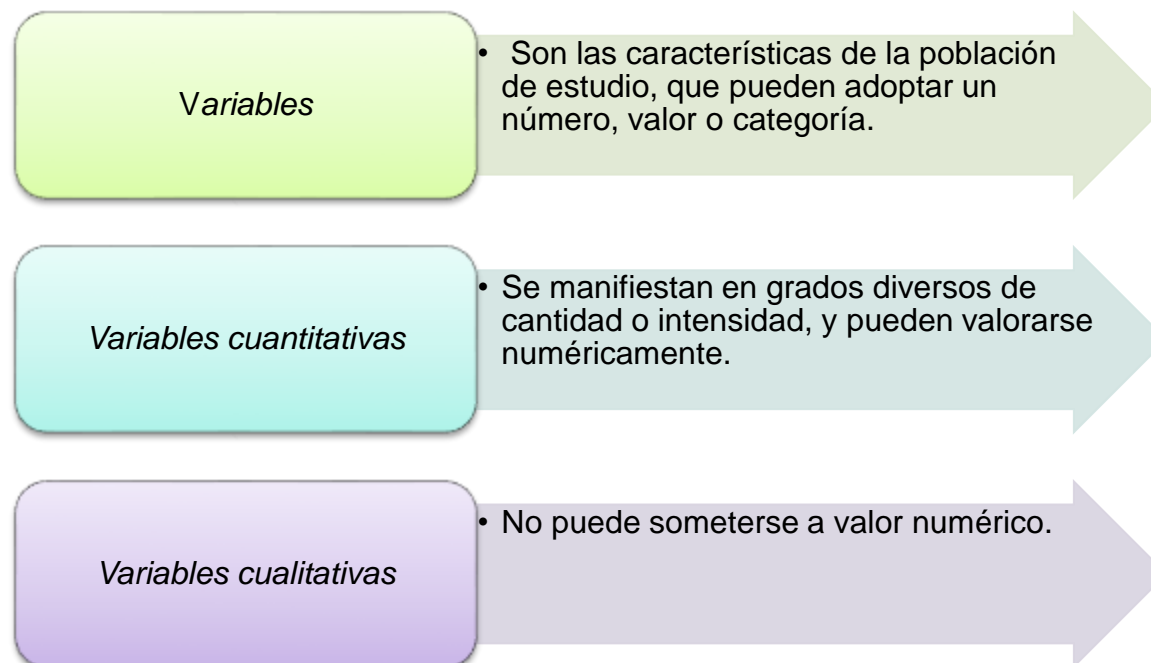 Variables
• Son las características de la población
de estudio, que pueden adoptar un
número, valor o categoría.
Variables cuantitativas
• Se manifiestan en grados diversos de
cantidad o intensidad, y pueden valorarse
numéricamente.
Variables cualitativas
• No puede someterse a valor numérico.